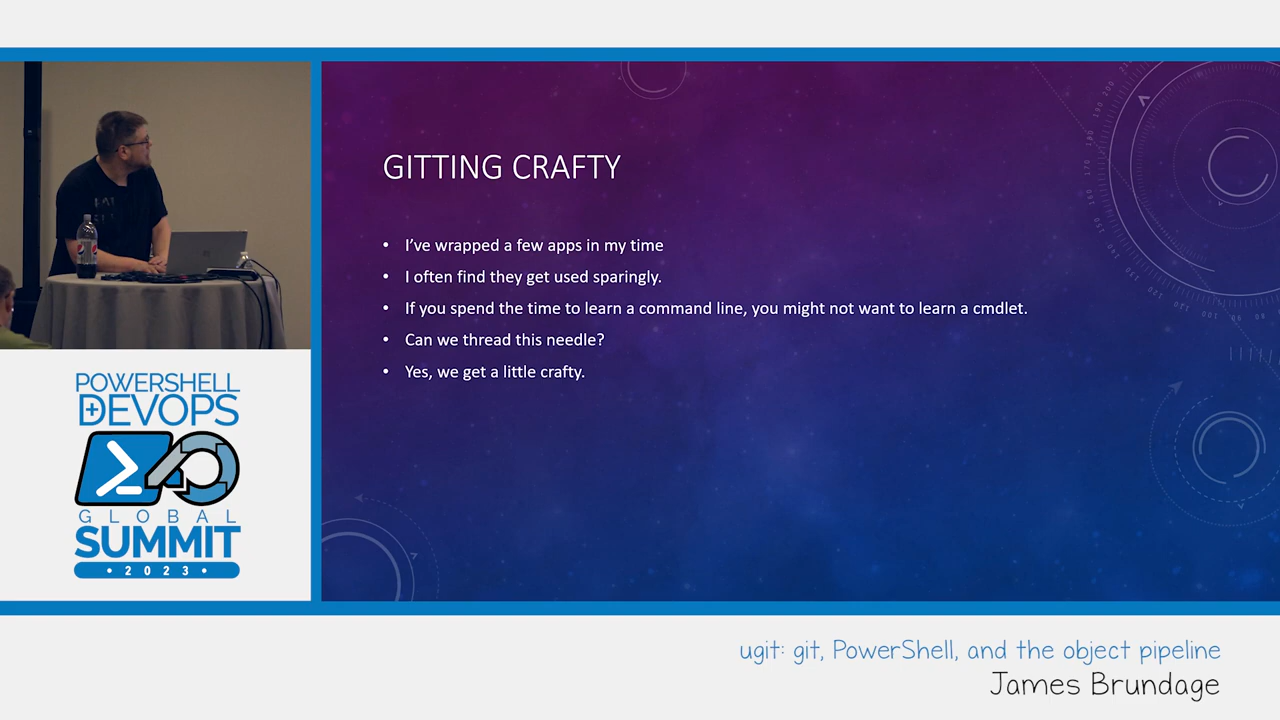 GITTING CRAFTY
• I've wrapped a few apps in my time
• I often find they get used sparingly.
• If you spend the time to learn a command line, you might not want to learn a cmdlet.
• Can we thread this needle?
• Yes, we get a little crafty.
POWERSHELL
+ DEVOPS
GLOBAL
SUMMIT
• 2023 •
ugit: git, PowerShell, and the object pipeline
James Brundage